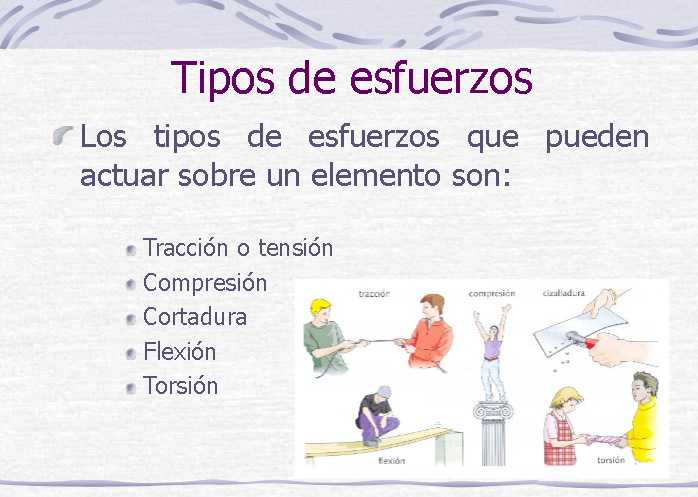 Tipos de esfuerzos
Los tipos de esfuerzos que pueden
actuar sobre un elemento son:
Tracción o tensión
Compresión
Cortadura
Flexión
Torsión
tracción
compresión
cizalladura
flexión
torsión